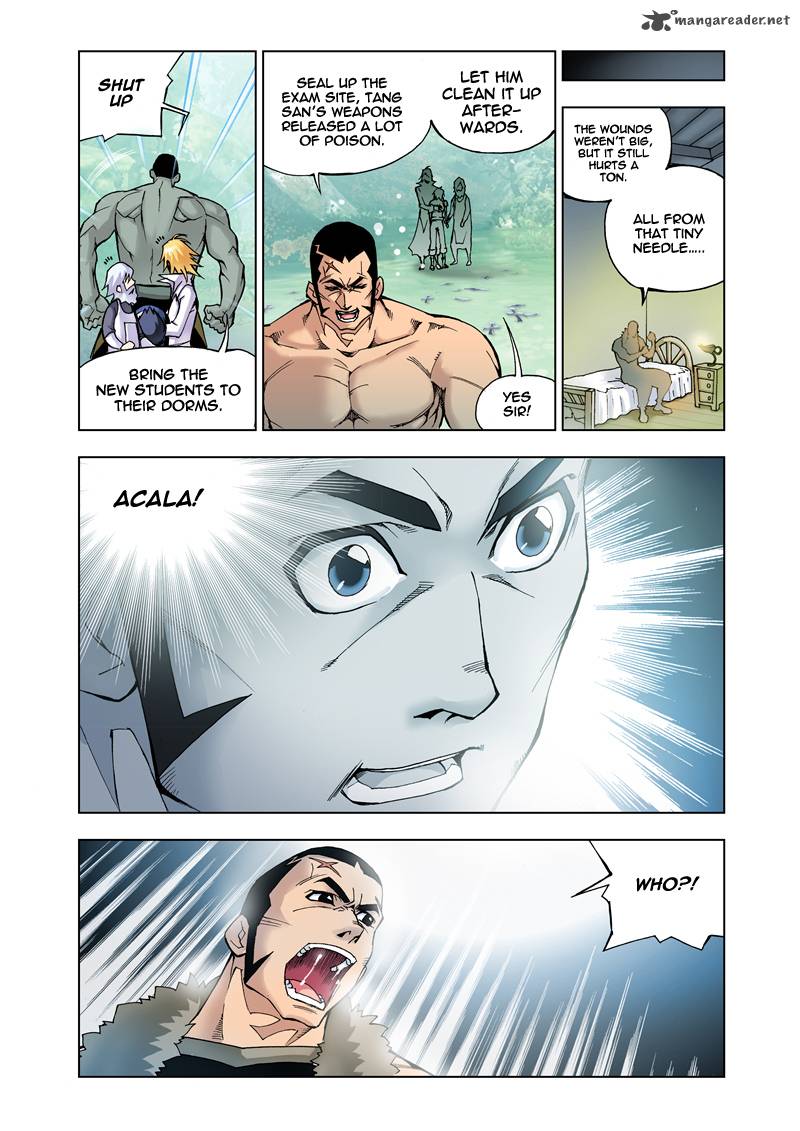 mangareader.net
SHUT
UP
BRING THE
NEW STUDENTS TO
THEIR DORMS.
SEAL UP THE
EXAM SITE, TANG
SAN'S WEAPONS
RELEASED A LOT
OF POISON.
LET HIM
CLEAN IT UP
AFTER-
WARDS.
YES
SIR!
THE WOUNDS
WEREN'T BIG,
BUT IT STILL
HURTS A
TON.
ALL FROM
THAT TINY
NEEDLE.....
ACALA!
WHO?!